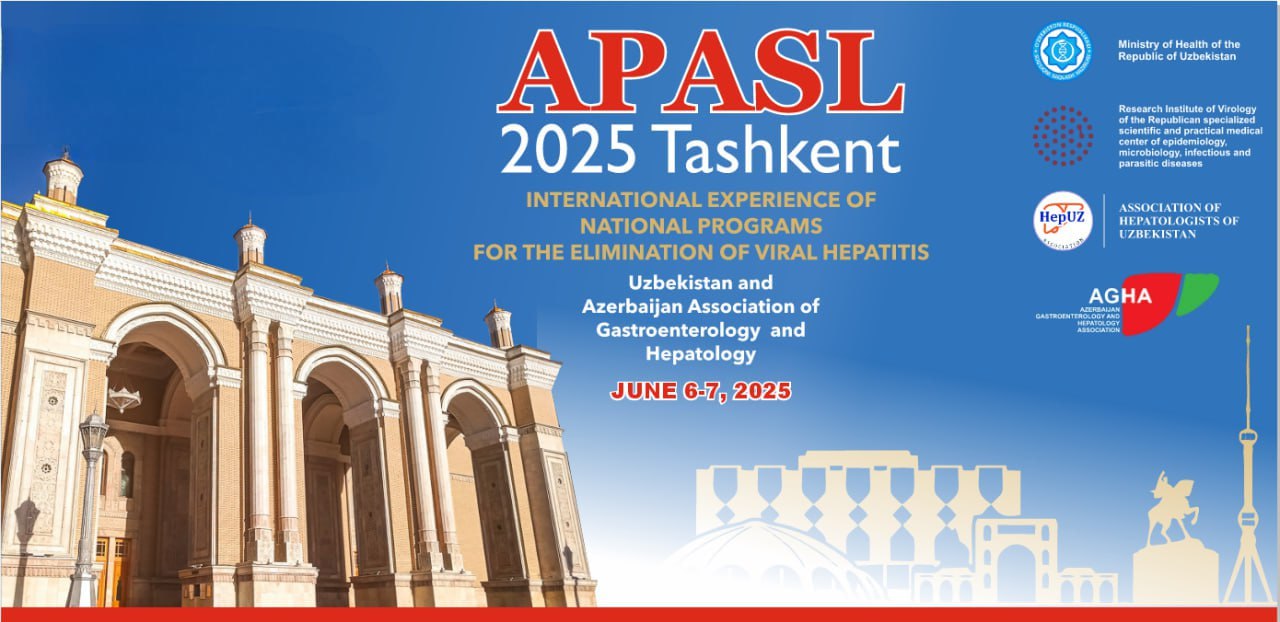 APASL
2025 Tashkent
INTERNATIONAL EXPERIENCE OF
NATIONAL PROGRAMS
FOR THE ELIMINATION OF VIRAL HEPATITIS
Uzbekistan and
Azerbaijan Association of
Gastroenterology and
Hepatology
JUNE 6-7, 2025
Ministry of Health of the
Republic of Uzbekistan
Research Institute of Virology
of the Republican specialized
scientific and practical medical
center of epidemiology,
microbiology, infectious and
parasitic diseases
HepUZ
ASSOCIATION
ASSOCIATION OF
HEPATOLOGISTS OF
UZBEKISTAN
AGHA
AZERBAIJAN
GASTROENTEROLOGY AND
HEPATOLOGY
ASSOCIATION